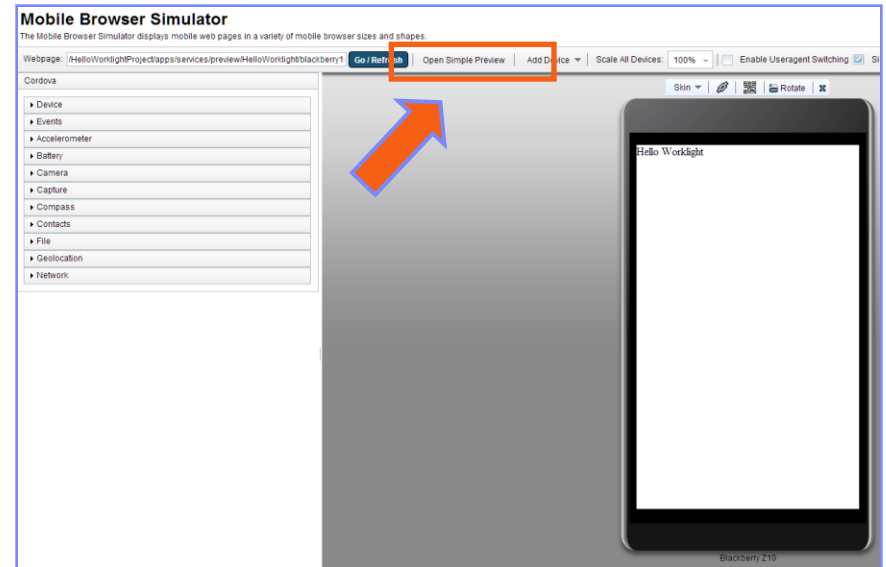 Mobile Browser Simulator
The Mobile Browser Simulator displays mobile web pages in a variety of mobile browser sizes and shapes.
Webpage: /HelloWorklightProject/apps/services/preview/HelloWorklight/blackberry1 Go / Refresh Open Simple Preview Add Device Scale All Devices: 100% Enable Useragent Switching Si
Cordova
Skin Rotate
Device
Events
Accelerometer
Battery
Camera
Capture
Compass
Contacts
File
Geolocation
Network
Hello Worklight
Blackberry Z10